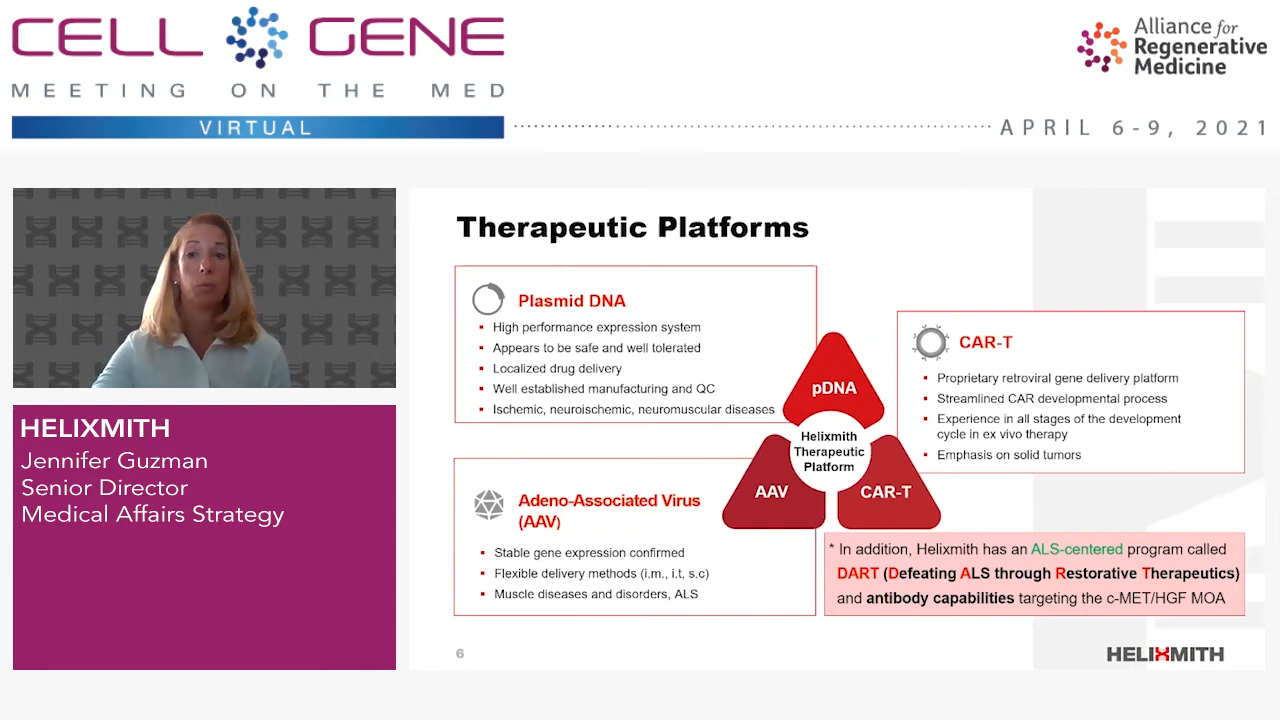 CELL GENE
MEETING ON THE MED
VIRTUAL
Alliance for
Regenerative
Medicine
APRIL 6-9, 2021
HELIXMITH
Jennifer Guzman
Senior Director
Medical Affairs Strategy
Therapeutic Platforms
Plasmid DNA
▪ High performance expression system
▪ Appears to be safe and well tolerated
▪ Localized drug delivery
▪ Well established manufacturing and QC
▪ Ischemic, neuroischemic, neuromuscular diseases
Adeno-Associated Virus
(AAV)
▪ Stable gene expression confirmed
▪ Flexible delivery methods (i.m., i.t, s.c)
▪ Muscle diseases and disorders, ALS
pDNA
Helixmith
Therapeutic
Platform
AAV
CAR-T
CAR-T
▪ Proprietary retroviral gene delivery platform
▪ Streamlined CAR developmental process
▪ Experience in all stages of the development
cycle in ex vivo therapy
▪ Emphasis on solid tumors
* In addition, Helixmith has an ALS-centered program called
DART (Defeating ALS through Restorative Therapeutics)
and antibody capabilities targeting the c-MET/HGF MOA
6
HELIXMITH